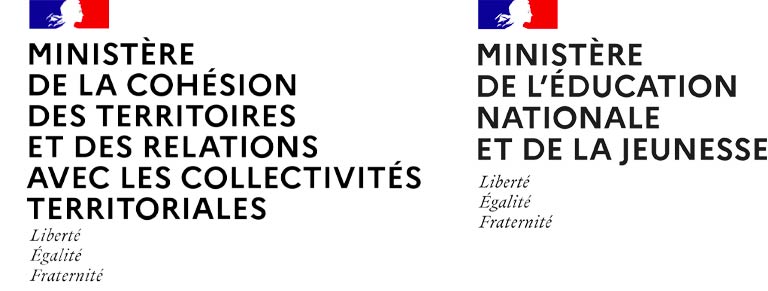 MINISTÈRE
DE LA COHÉSION
DES TERRITOIRES
ET DES RELATIONS
AVEC LES COLLECTIVITÉS
TERRITORIALES
Liberté
Égalité
Fraternité
MINISTÈRE
DE L'ÉDUCATION
NATIONALE
ET DE LA JEUNESSE
Liberté
Égalité
Fraternité